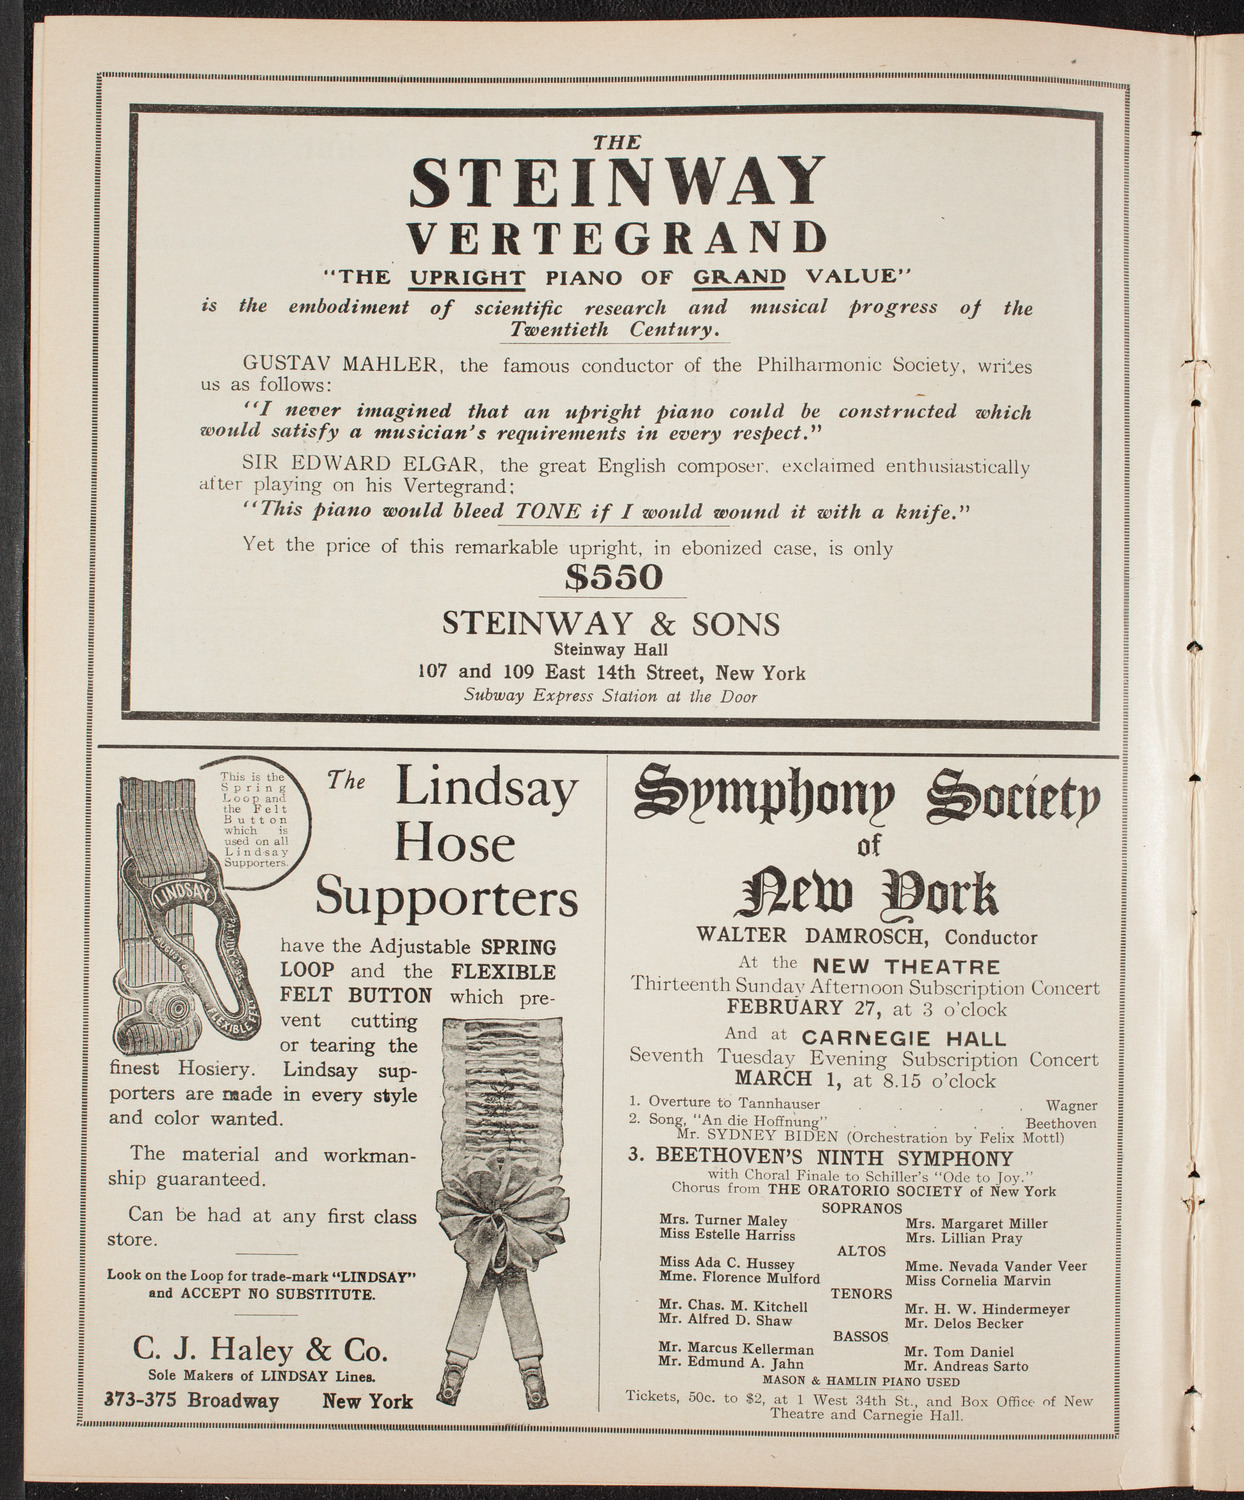 THE
STEINWAY
VERTEGRAND
"THE UPRIGHT PIANO OF GRAND VALUE"
is the embodiment of scientific research and musical progress of the
Twentieth Century.
GUSTAV MAHLER, the famous conductor of the Philharmonic Society, writes
us as follows:
"I never imagined that an upright piano could be constructed which
would satisfy a musician's requirements in every respect."
SIR EDWARD ELGAR, the great English composer, exclaimed enthusiastically
after playing on his Vertegrand;
"This piano would bleed TONE if I would wound it with a knife."
Yet the price of this remarkable upright, in ebonized case, is only
$550
STEINWAY & SONS
Steinway Hall
107 and 109 East 14th Street, New York
Subway Express Station at the Door
This is the
Spring
Loop and
the Felt
Button
which is
used on all
Lindsay
Supporters.
LINDSAY
FLEXIBLE FELT
The Lindsay
Hose
Supporters
have the Adjustable SPRING
LOOP and the FLEXIBLE
FELT BUTTON which pre-
vent cutting
or tearing the
finest Hosiery. Lindsay sup-
porters are made in every style
and color wanted.
The material and workman-
ship guaranteed.
Can be had at any first class
store.
Look on the Loop for trade-mark "LINDSAY"
and ACCEPT NO SUBSTITUTE.
C. J. Haley & Co.
Sole Makers of LINDSAY Lines.
373-375 Broadway New York
Symphony Society
of
New York
WALTER DAMROSCH, Conductor
At the NEW THEATRE
Thirteenth Sunday Afternoon Subscription Concert
FEBRUARY 27, at 3 o'clock
And at CARNEGIE HALL
Seventh Tuesday Evening Subscription Concert
MARCH 1, at 8.15 o'clock
1. Overture to Tannhauser . . . . . Wagner
2. Song, "An die Hoffnung" . . . . . Beethoven
Mr. SYDNEY BIDEN (Orchestration by Felix Mottl)
3. BEETHOVEN'S NINTH SYMPHONY
with Choral Finale to Schiller's "Ode to Joy."
Chorus from THE ORATORIO SOCIETY of New York
SOPRANOS
Mrs. Turner Maley Mrs. Margaret Miller
Miss Estelle Harriss Mrs. Lillian Pray
ALTOS
Miss Ada C. Hussey Mme. Nevada Vander Veer
Mme. Florence Mulford Miss Cornelia Marvin
TENORS
Mr. Chas. M. Kitchell Mr. H. W. Hindermeyer
Mr. Alfred D. Shaw Mr. Delos Becker
BASSOS
Mr. Marcus Kellerman Mr. Tom Daniel
Mr. Edmund A. Jahn Mr. Andreas Sarto
MASON & HAMLIN PIANO USED
Tickets, 50c. to $2, at 1 West 34th St., and Box Office of New
Theatre and Carnegie Hall.